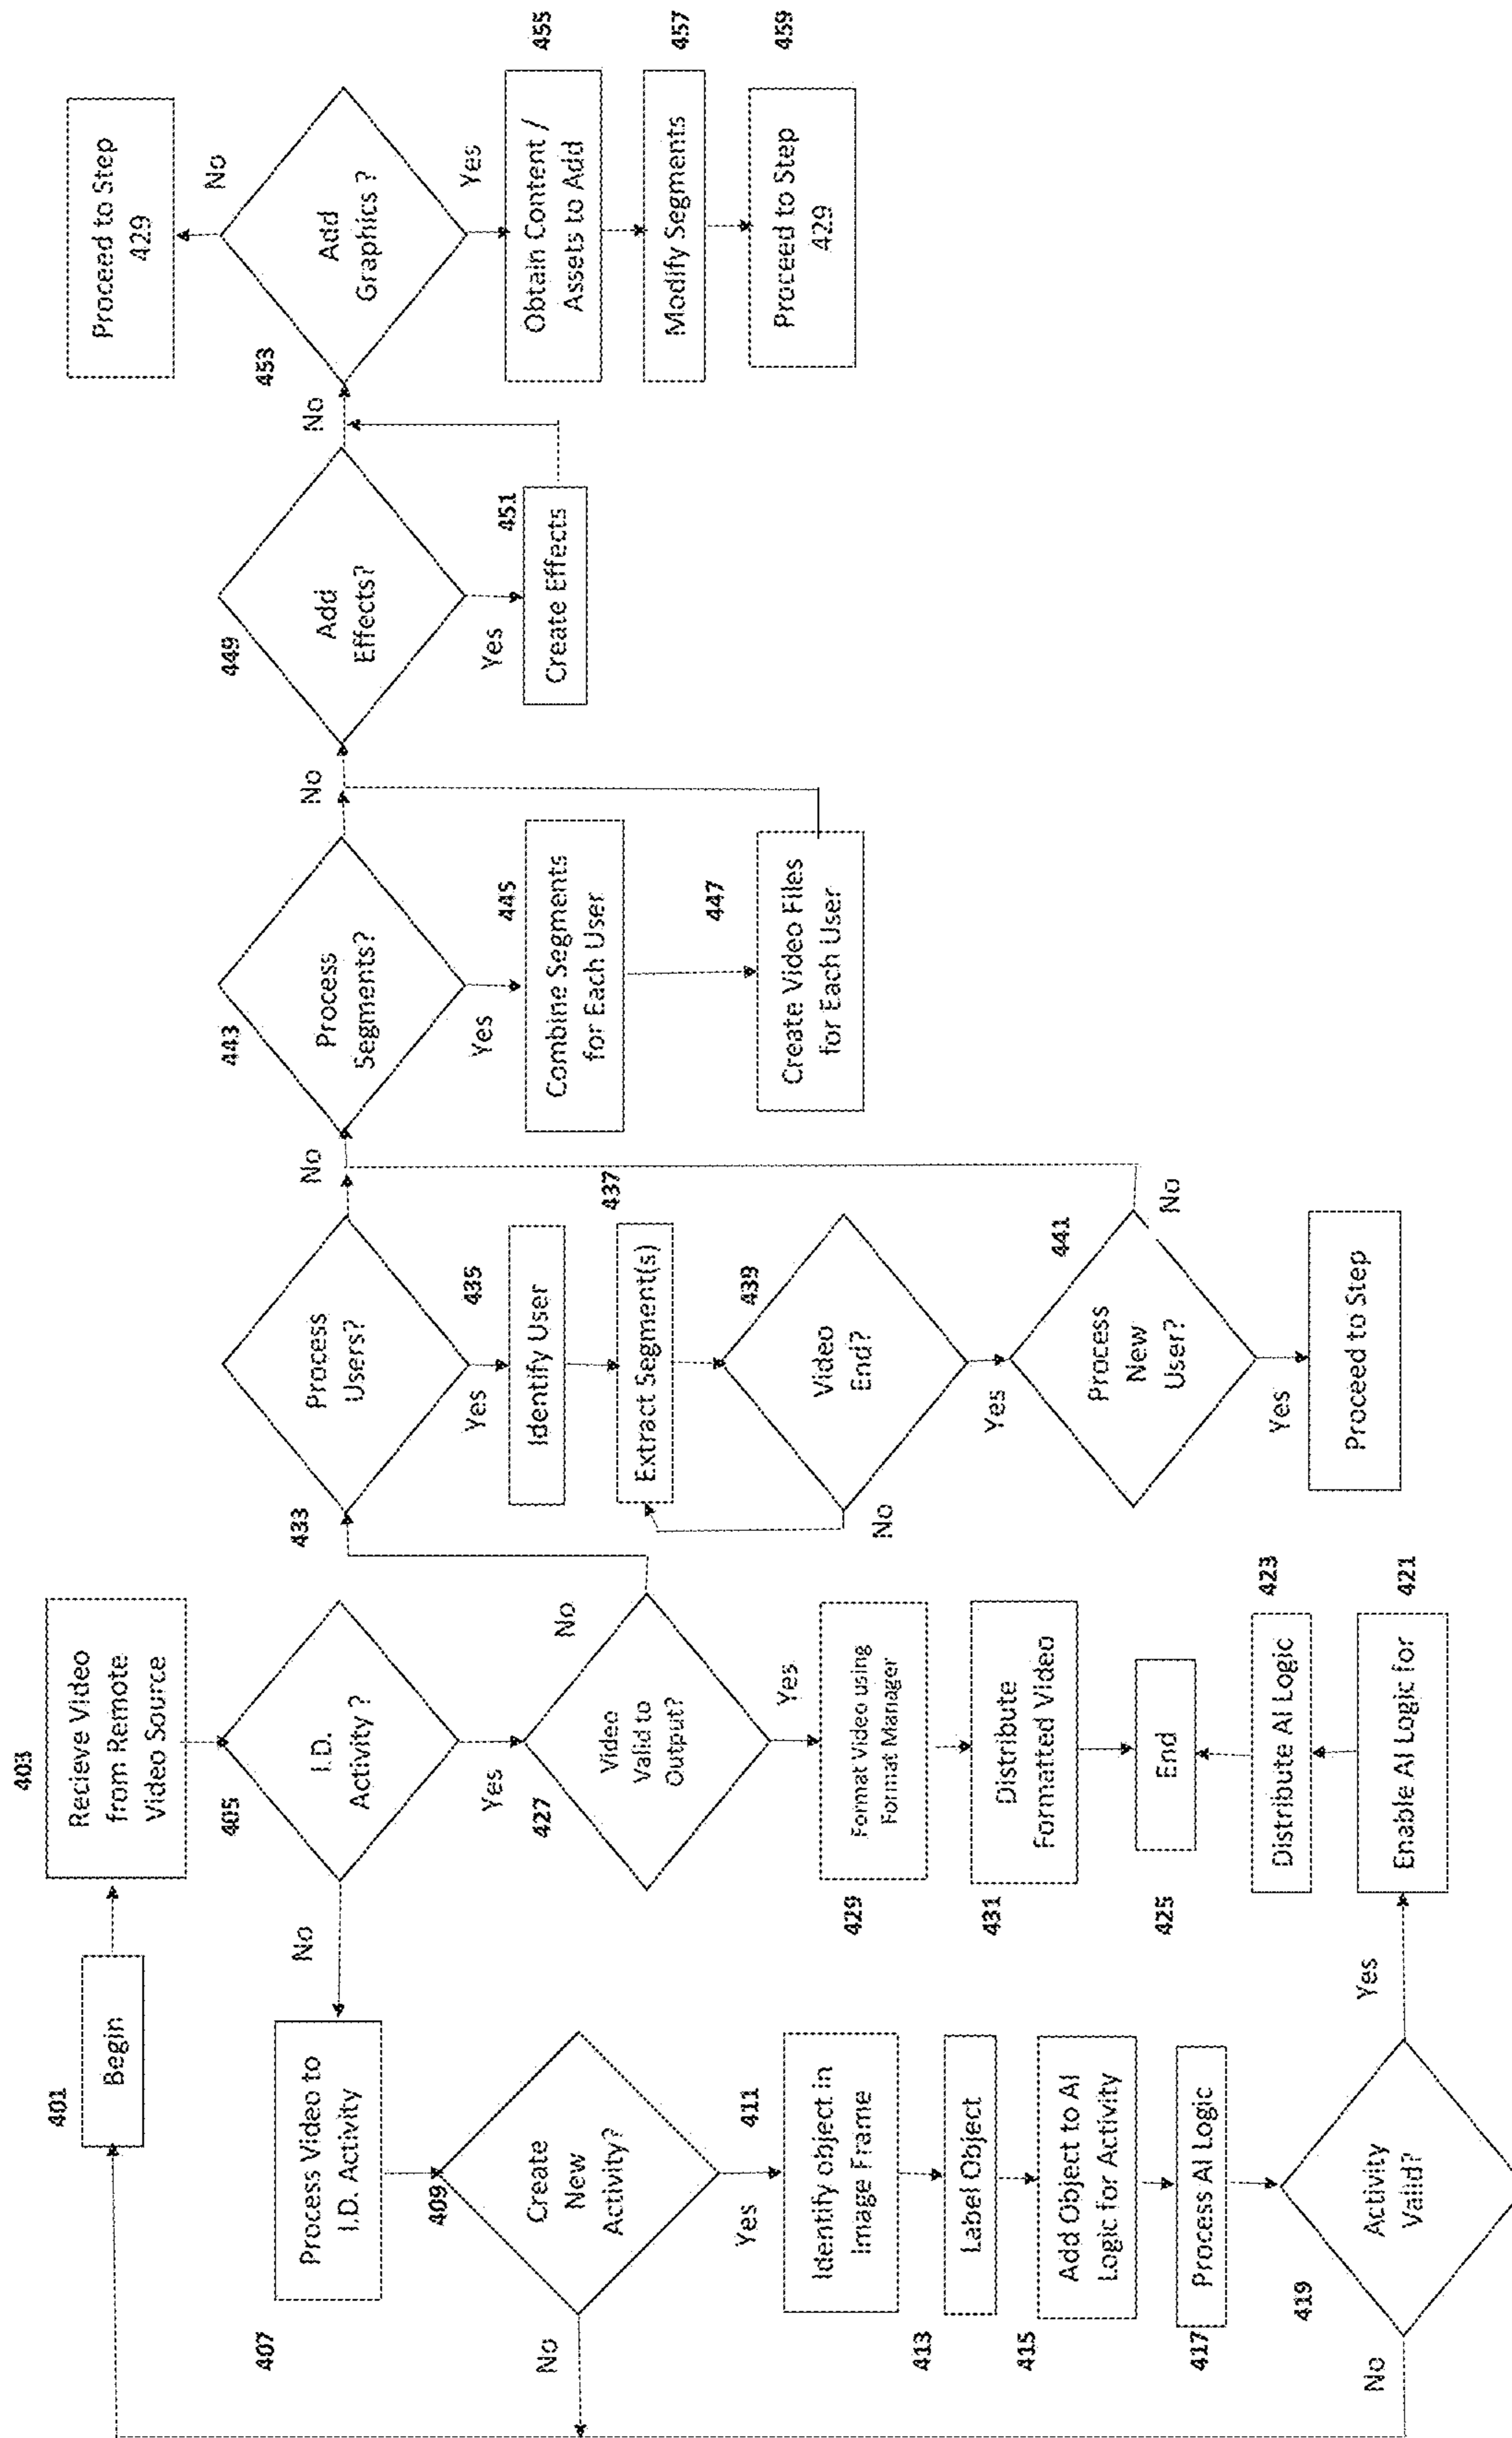 401
Begin
403
Recieve Video
from Remote
Video Source
405
I.D.
Activity ?
No
Yes
407
Process Video to
I.D. Activity
409
Create
New
Activity?
No
Yes
411
Identify object in
Image Frame
413
Label Object
415
Add Object to AI
Logic for Activity
417
Process AI Logic
419
Activity
Valid?
No
Yes
421
Enable AI Logic for
423
Distribute AI Logic
425
End
427
Video
Valid to
Output?
No
Yes
429
Format Video using
Format Manager
431
Distribute
Formatted Video
433
Process
Users?
No
Yes
435
Identify User
437
Extract Segment(s)
439
Video
End?
No
Yes
441
Process
New
User?
No
Yes
Proceed to Step
443
Process
Segments?
No
Yes
445
Combine Segments
for Each User
447
Create Video Files
for Each User
449
Add
Effects?
No
Yes
451
Create Effects
453
Add
Graphics ?
No
Proceed to Step
429
Yes
455
Obtain Content /
Assets to Add
457
Modify Segments
459
Proceed to Step
429